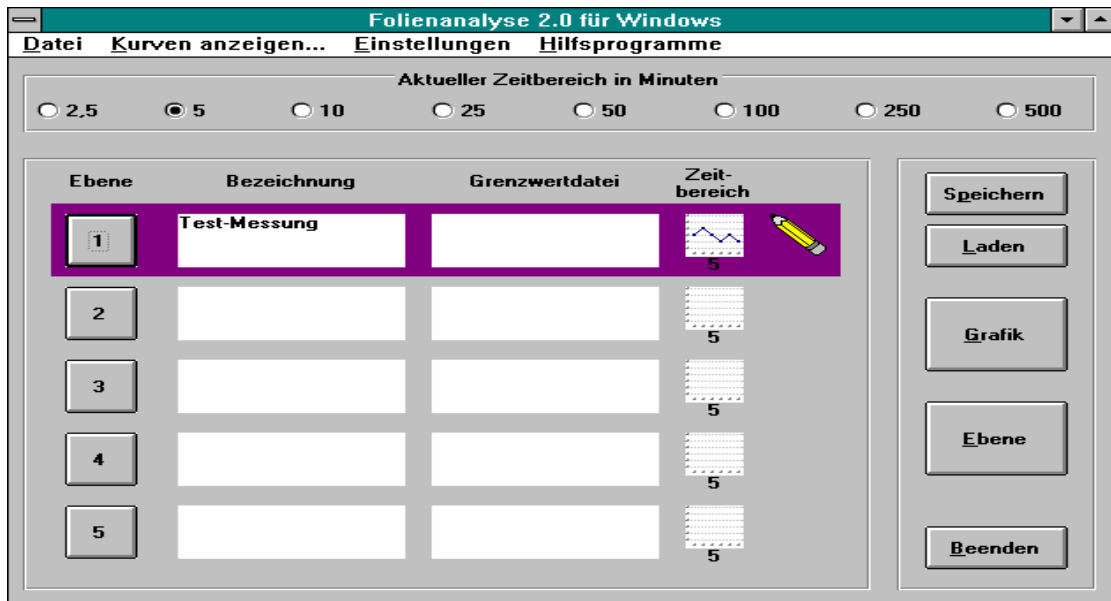 Folienanalyse 2.0 für Windows
Datei Kurven anzeigen... Einstellungen Hilfsprogramme
Aktueller Zeitbereich in Minuten
2,5 5 10 25 50 100 250 500
Ebene Bezeichnung Grenzwertdatei Zeit-
bereich
1 Test-Messung
5
2
5
3
5
4
5
5
5
Speichern
Laden
Grafik
Ebene
Beenden